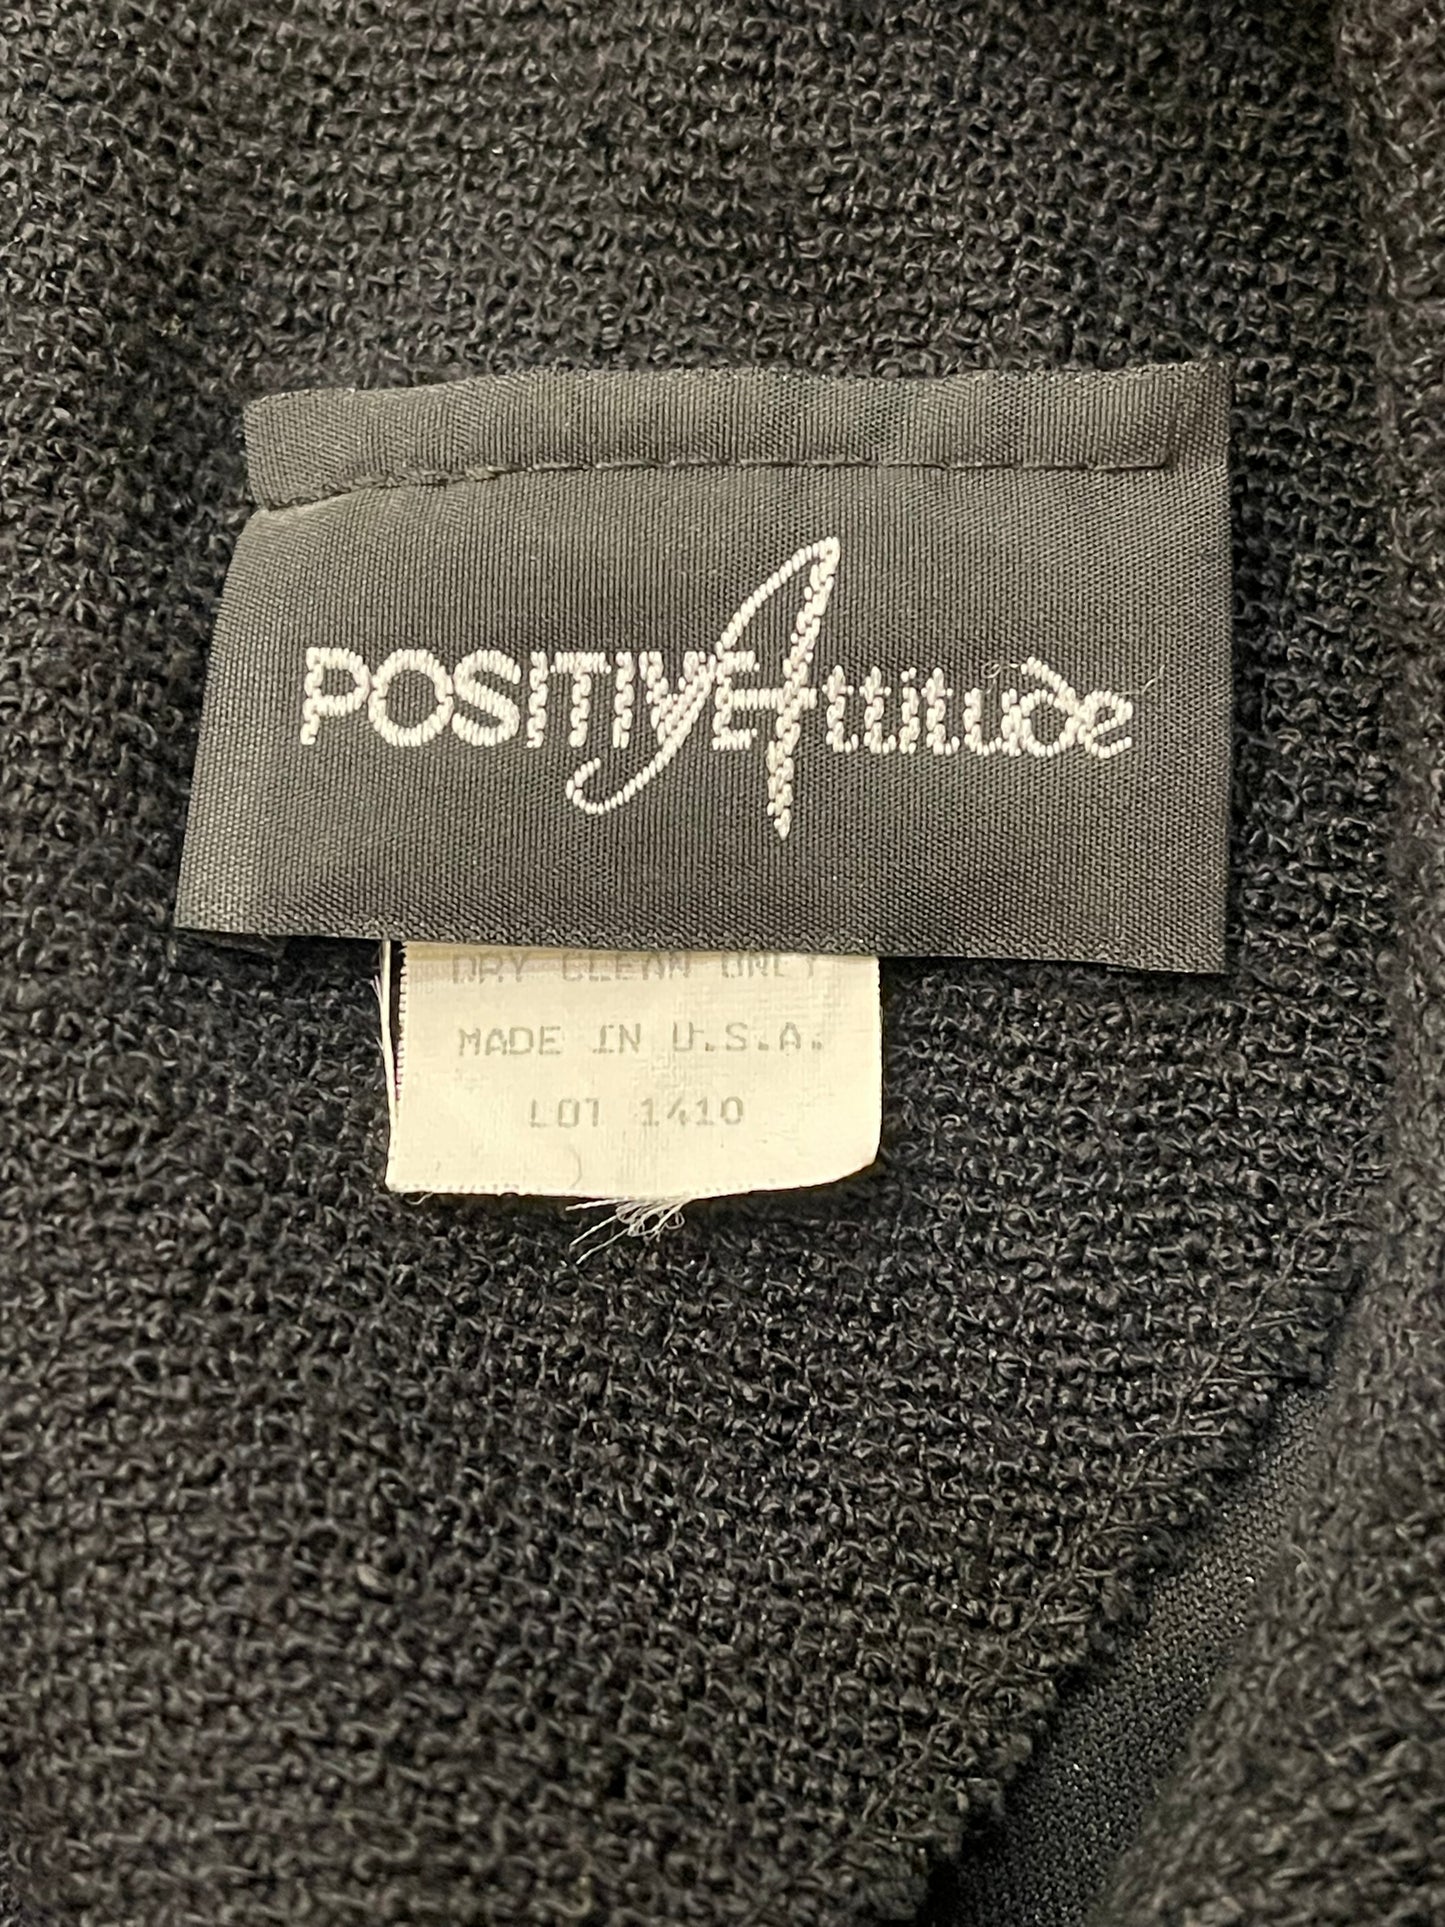 POSITIVE Attitude
DRY CLEAN ONLY
MADE IN U.S.A.
LOT 1410